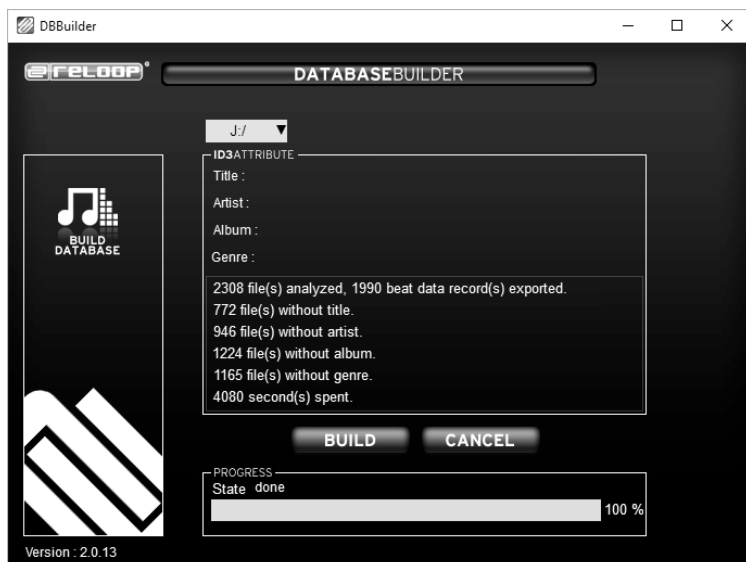 DBBuilder
reloop
DATABASEBUILDER
J:/
ID3ATTRIBUTE
Title :
Artist :
Album :
Genre :
BUILD
DATABASE
2308 file(s) analyzed, 1990 beat data record(s) exported.
772 file(s) without title.
946 file(s) without artist.
1224 file(s) without album.
1165 file(s) without genre.
4080 second(s) spent.
BUILD CANCEL
PROGRESS
State done
100 %
Version : 2.0.13